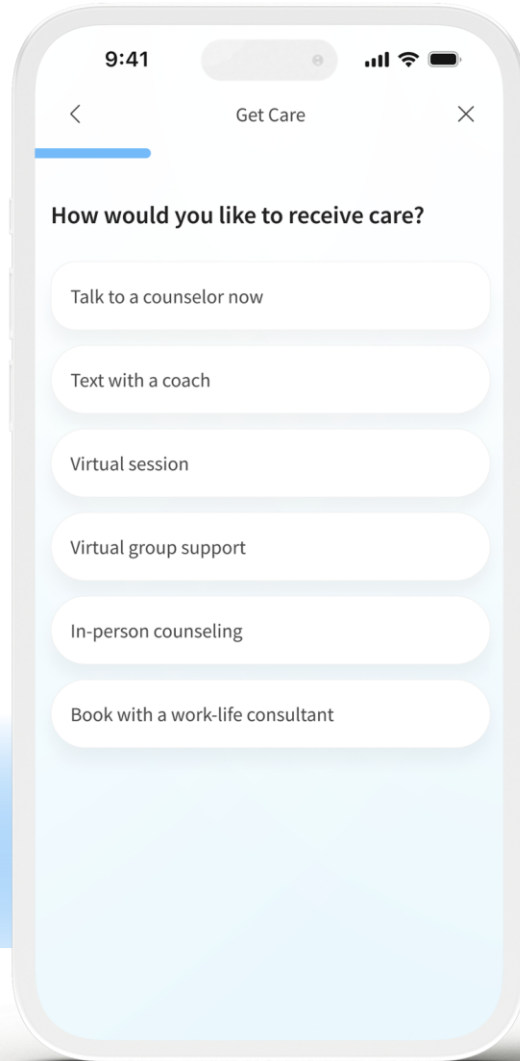 9:41
Get Care
How would you like to receive care?
Talk to a counselor now
Text with a coach
Virtual session
Virtual group support
In-person counseling
Book with a work-life consultant